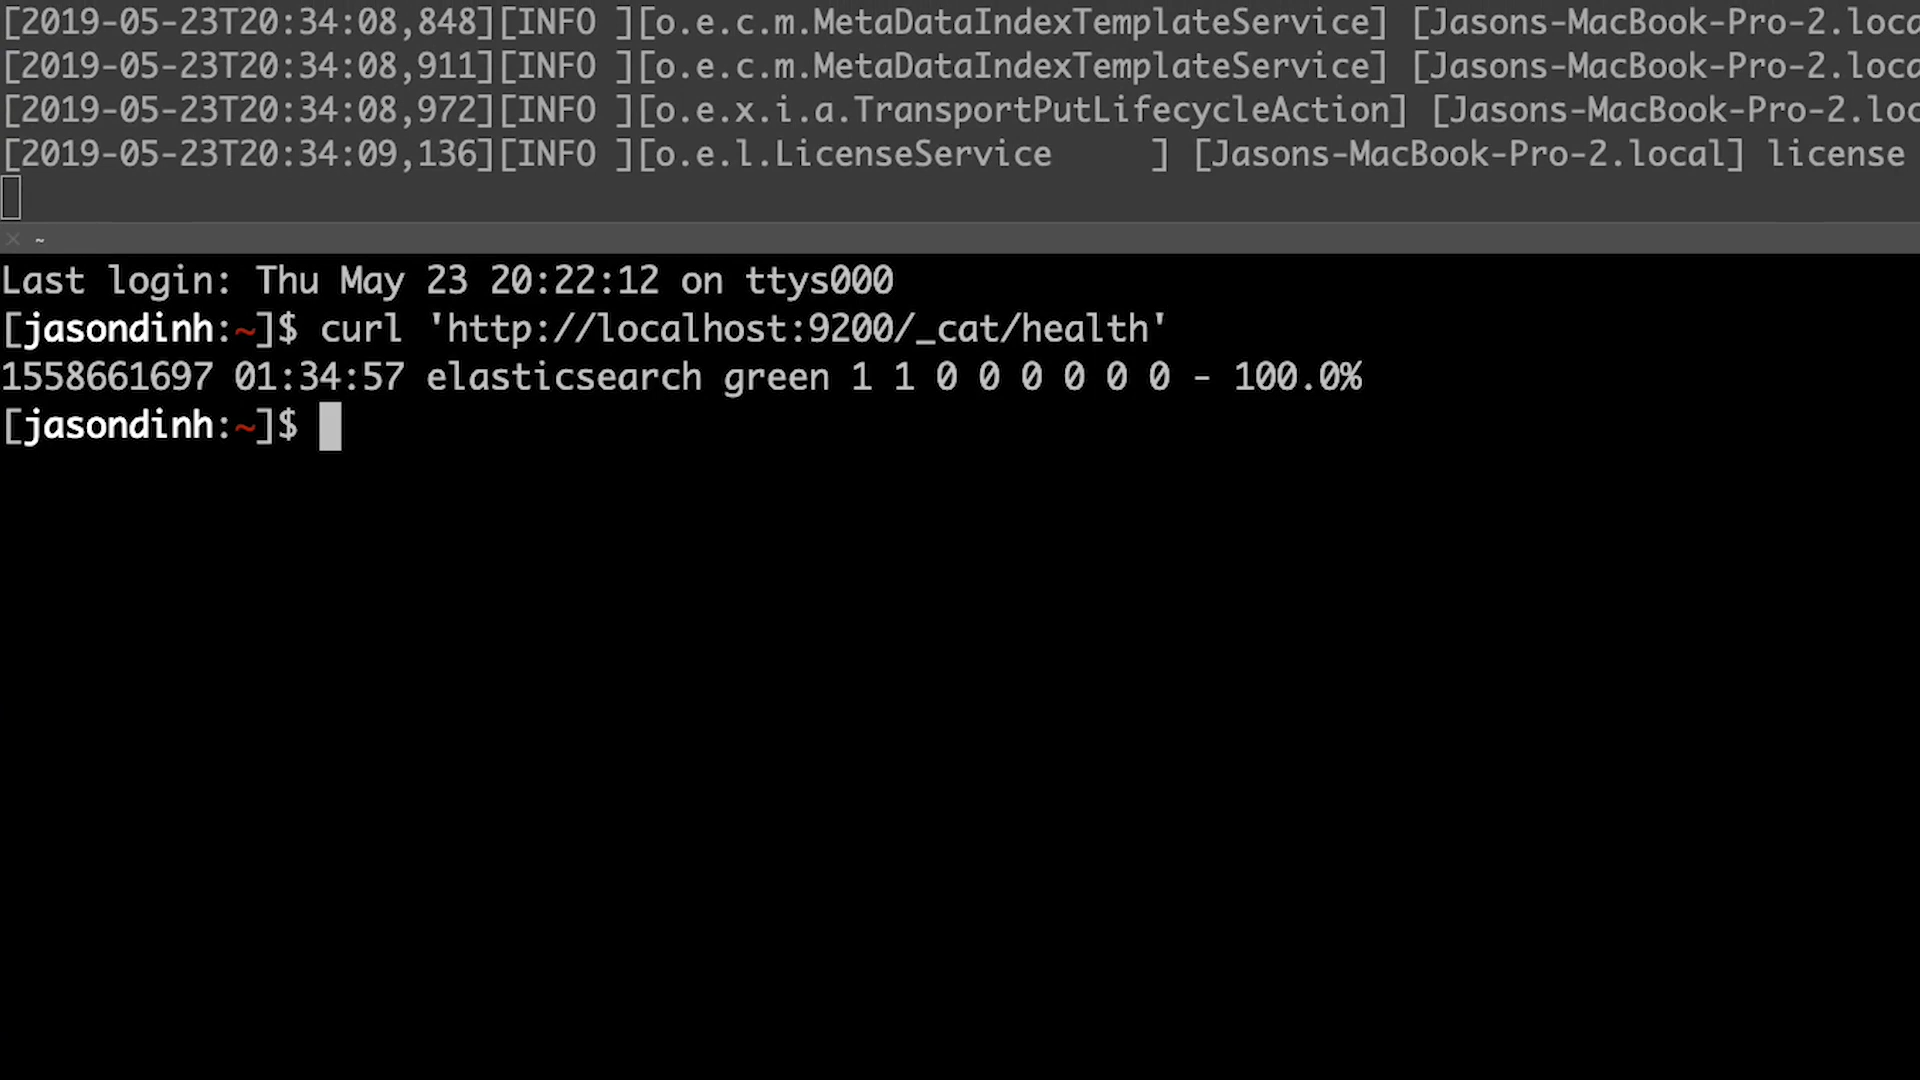 [2019-05-23T20:34:08,848][INFO ][o.e.c.m.MetaDataIndexTemplateService] [Jasons-MacBook-Pro-2.loca
[2019-05-23T20:34:08,911][INFO ][o.e.c.m.MetaDataIndexTemplateService] [Jasons-MacBook-Pro-2.loca
[2019-05-23T20:34:08,972][INFO ][o.e.x.i.a.TransportPutLifecycleAction] [Jasons-MacBook-Pro-2.loc
[2019-05-23T20:34:09,136][INFO ][o.e.l.LicenseService     ] [Jasons-MacBook-Pro-2.local] license
× ~
Last login: Thu May 23 20:22:12 on ttys000
[jasondinh:~]$ curl 'http://localhost:9200/_cat/health'
1558661697 01:34:57 elasticsearch green 1 1 0 0 0 0 0 0 - 100.0%
[jasondinh:~]$